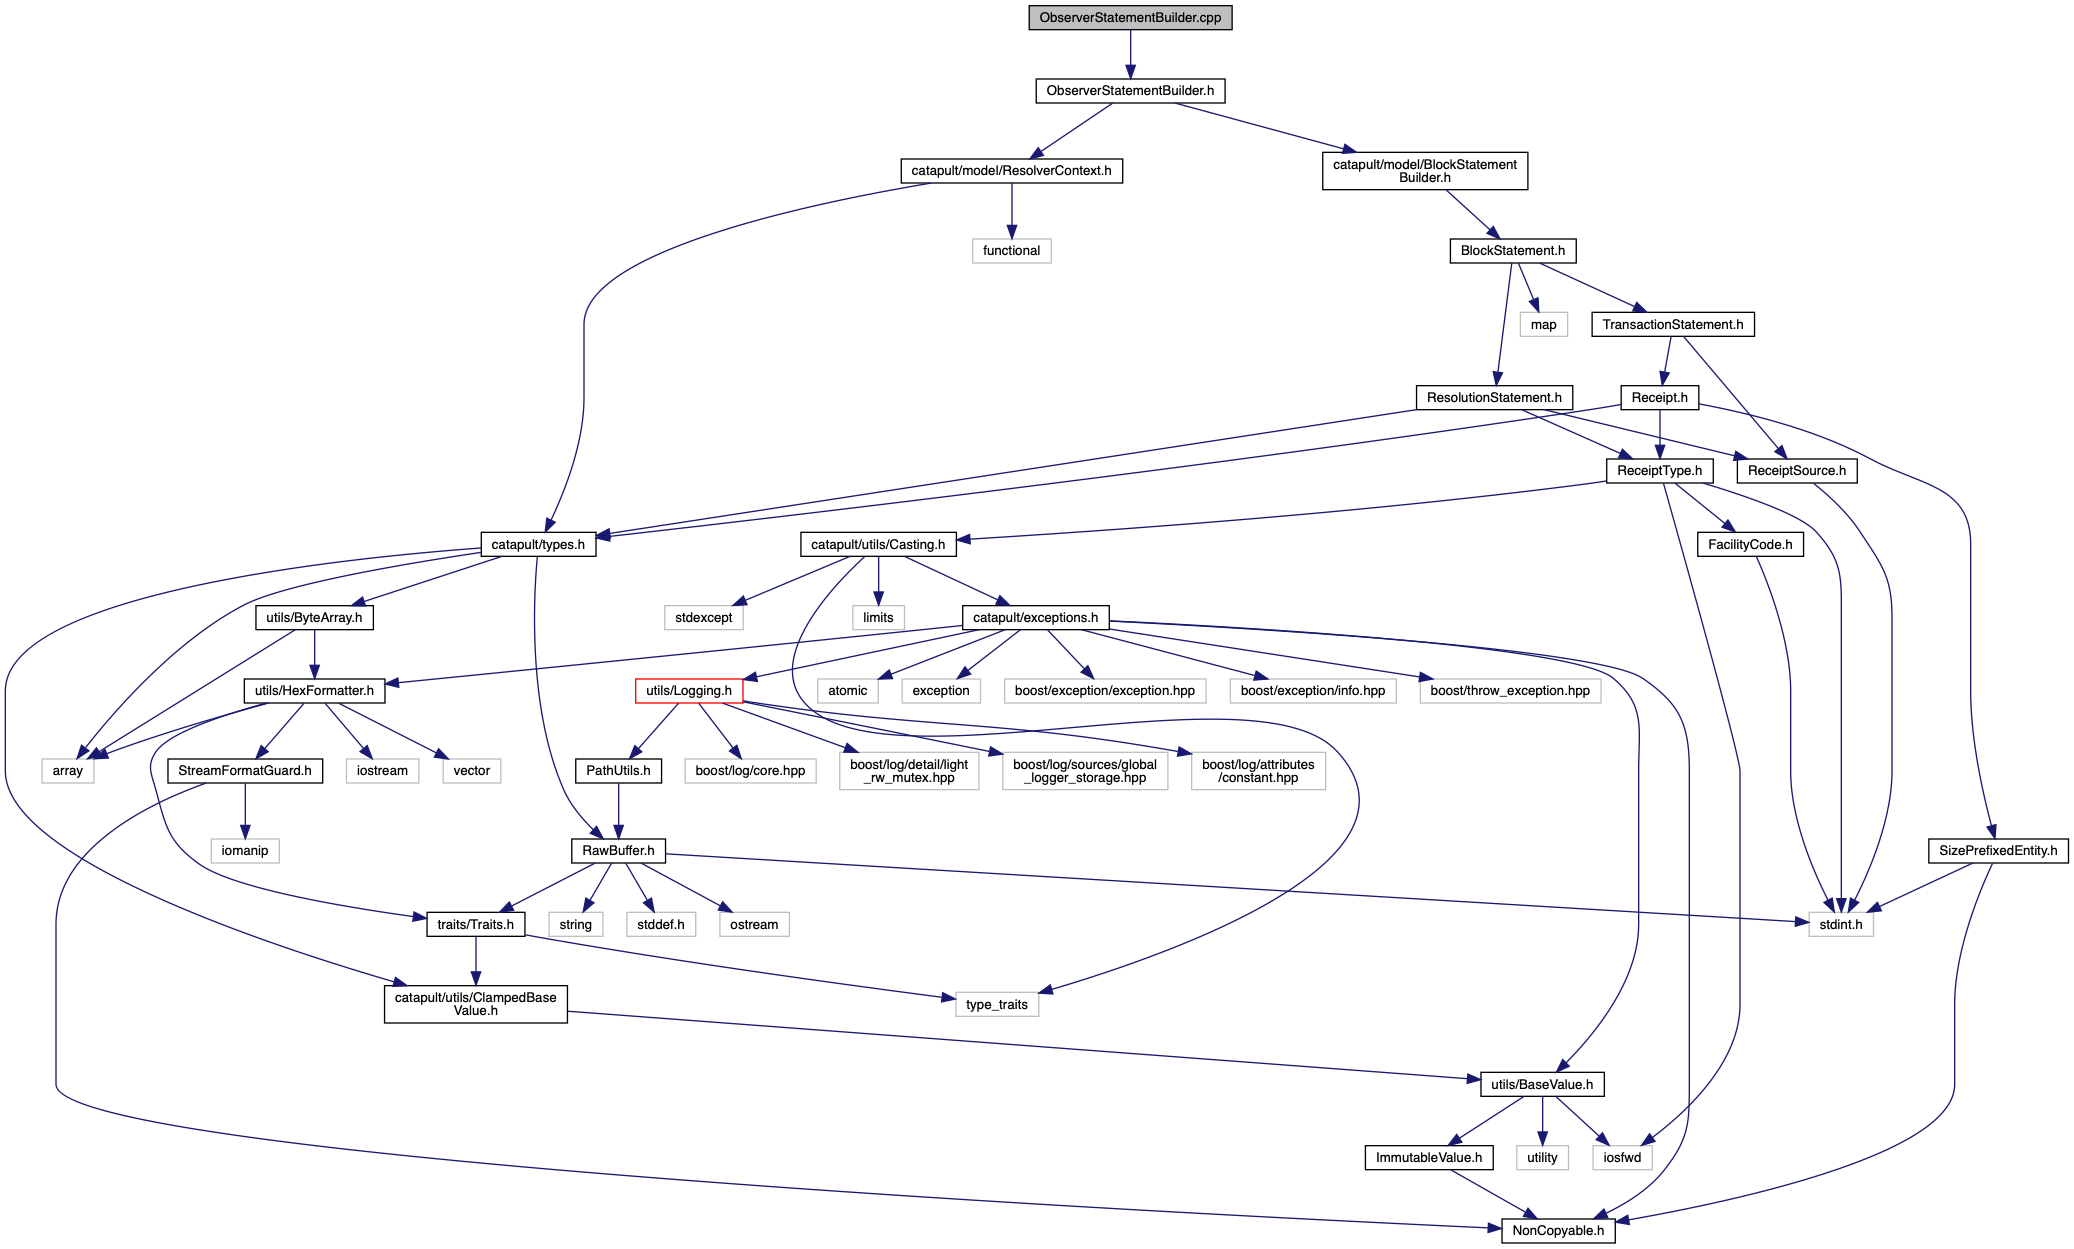 ObserverStatementBuilder.cpp
ObserverStatementBuilder.h
catapult/model/ResolverContext.h
catapult/model/BlockStatement
Builder.h
functional
BlockStatement.h
map
TransactionStatement.h
ResolutionStatement.h
Receipt.h
ReceiptType.h
ReceiptSource.h
catapult/types.h
catapult/utils/Casting.h
FacilityCode.h
utils/ByteArray.h
stdexcept
limits
catapult/exceptions.h
utils/HexFormatter.h
utils/Logging.h
atomic
exception
boost/exception/exception.hpp
boost/exception/info.hpp
boost/throw_exception.hpp
array
StreamFormatGuard.h
iostream
vector
PathUtils.h
boost/log/core.hpp
boost/log/detail/light
_rw_mutex.hpp
boost/log/sources/global
_logger_storage.hpp
boost/log/attributes
/constant.hpp
iomanip
RawBuffer.h
SizePrefixedEntity.h
traits/Traits.h
string
stddef.h
ostream
stdint.h
catapult/utils/ClampedBase
Value.h
type_traits
utils/BaseValue.h
ImmutableValue.h
utility
iosfwd
NonCopyable.h